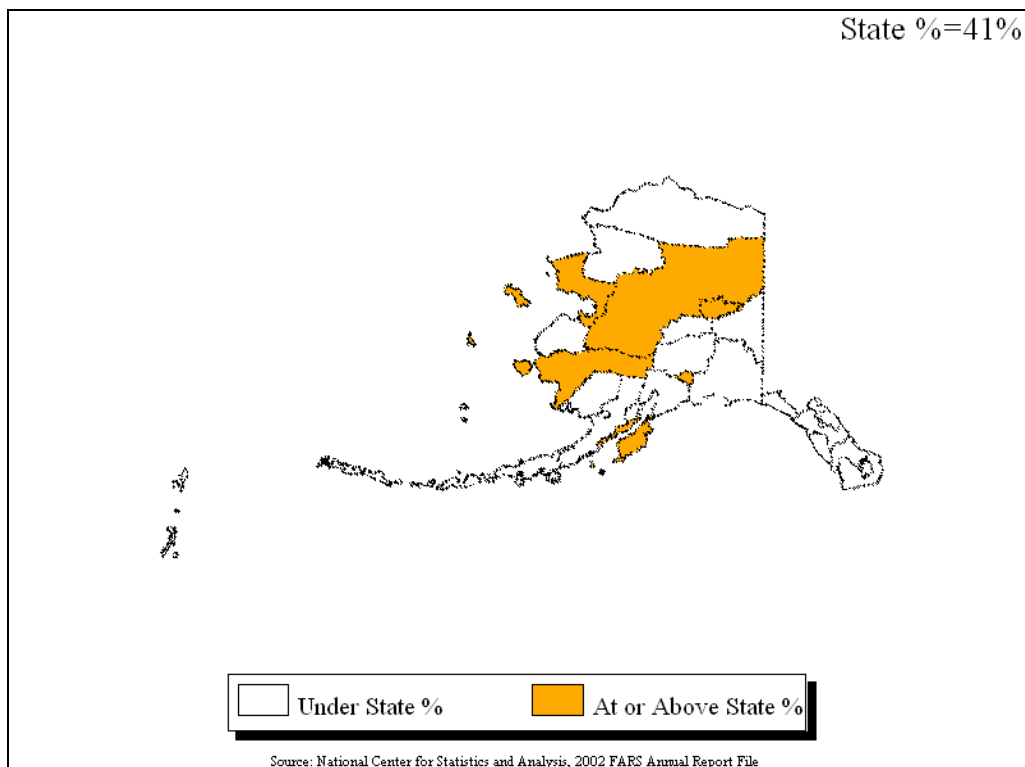 State %=41%
Under State %
At or Above State %
Source: National Center for Statistics and Analysis, 2002 FARS Annual Report File